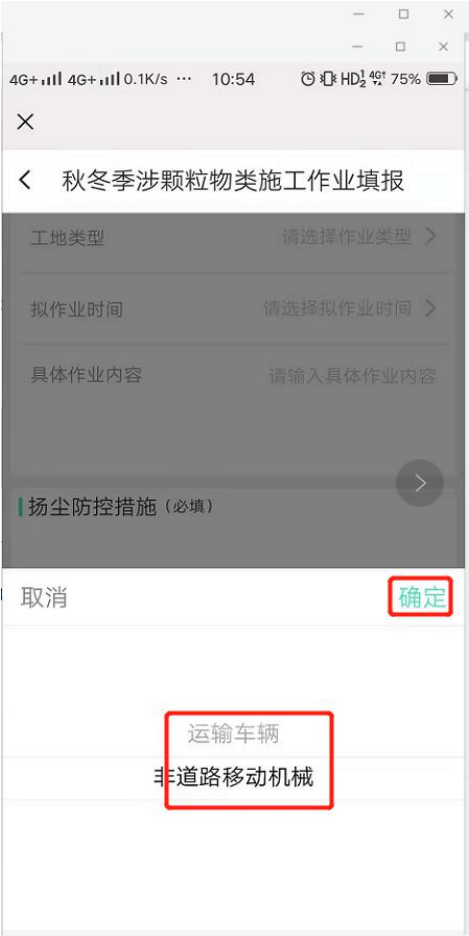 4G+ 4G+ 0.1K/s ··· 10:54 HD 1 2 4G† 75%
秋冬季涉颗粒物类施工作业填报
工地类型 请选择作业类型
拟作业时间 请选择拟作业时间
具体作业内容 请输入具体作业内容
扬尘防控措施（必填）
取消 确定
运输车辆
非道路移动机械